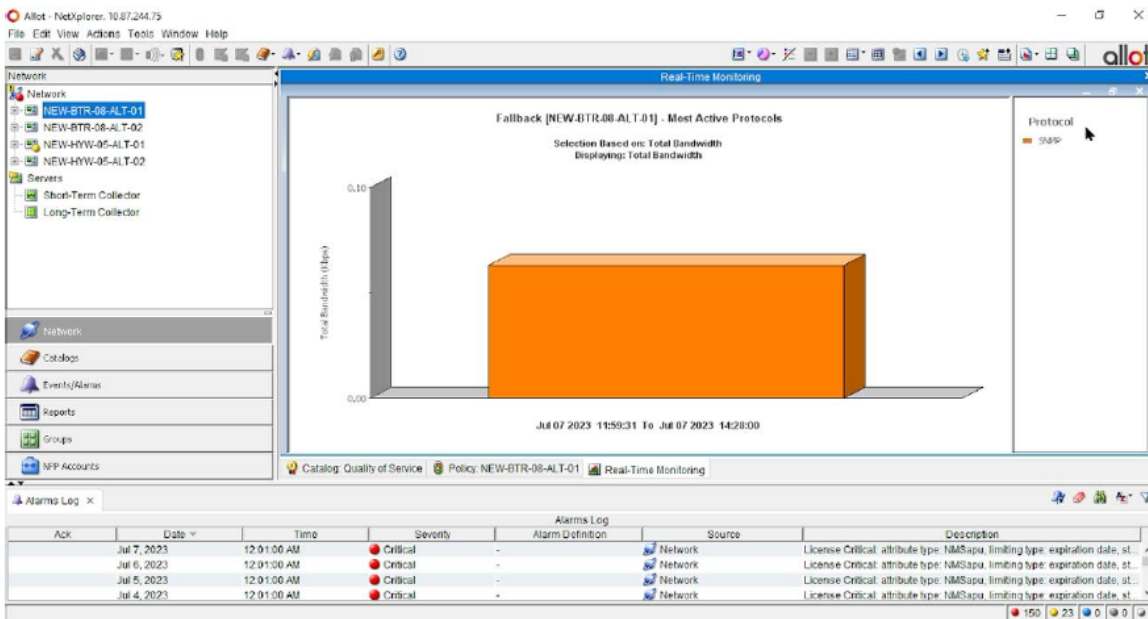 Allot - NetXplorer. 10.87.244.75
File Edit View Actions Tools Window Help
allot
Network
Real-Time Monitoring
Network
NEW-BTR-08-ALT-01
NEW-BTR-08-ALT-02
NEW-HYW-05-ALT-01
NEW-HYW-05-ALT-02
Servers
Short-Term Collector
Long-Term Collector
Network
Catalogs
Events/Alarms
Reports
Groups
NPP Accounts
Fallback [NEW-BTR-08-ALT-01] - Most Active Protocols
Selection Based on: Total Bandwidth
Displaying: Total Bandwidth
0.10
Total Bandwidth (Kbps)
0.00
Jul 07 2023 11:59:31 To Jul 07 2023 14:28:00
Protocol
SNMP
Catalog: Quality of Service Policy: NEW-BTR-08-ALT-01 Real-Time Monitoring
Alarms Log
Alarms Log
Ack Date Time Severity Alarm Definition Source Description
Jul 7, 2023 12:01:00 AM Critical - Network License Critical: attribute type: NMSapu, limiting type: expiration date, st...
Jul 6, 2023 12:01:00 AM Critical - Network License Critical: attribute type: NMSapu, limiting type: expiration date, st...
Jul 5, 2023 12:01:00 AM Critical - Network License Critical: attribute type: NMSapu, limiting type: expiration date, st...
Jul 4, 2023 12:01:00 AM Critical - Network License Critical: attribute type: NMSapu, limiting type: expiration date, st...
150 23 0 0